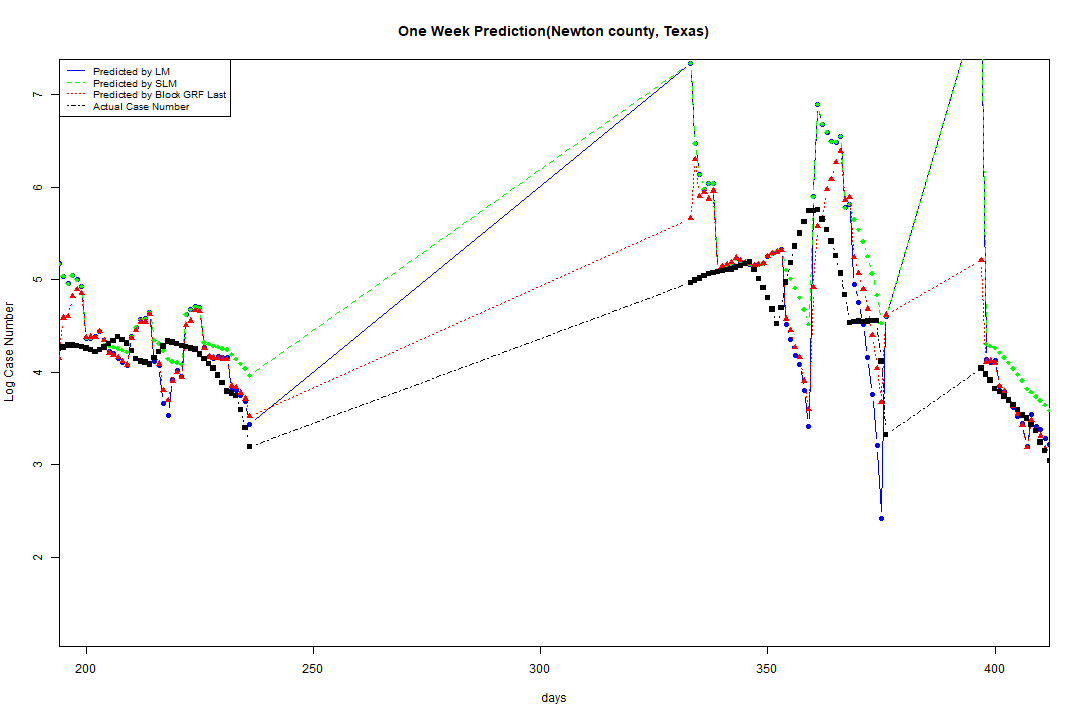 One Week Prediction(Newton county, Texas)
Predicted by LM
Predicted by SLM
Predicted by Block GRF Last
Actual Case Number
7
6
5
4
3
2
Log Case Number
200 250 300 350 400
days